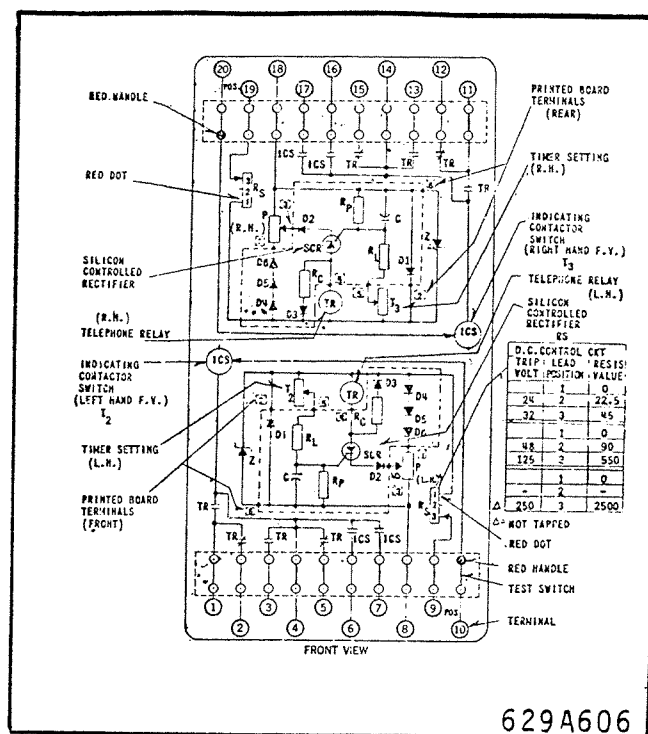 20 18 17 16 15 14 13 12 11
POS. 19
RED HANDLE
PRINTED BOARD
TERMINALS
(REAR)
ICS
ICS TR TR TR
TR
RED DOT
3
2
1
RS
TIMER SETTING
(R.H.)
P
(R.H.)
D2
RP
C
Z
SCR
INDICATING
CONTACTOR
SWITCH
(RIGHT HAND F.V.)
T3
SILICON
CONTROLLED
RECTIFIER
D6
D5
D4
RC
RL
D1
TELEPHONE RELAY
(L.H.)
(R.H.)
TELEPHONE RELAY
D3
TR
T3
SILICON
CONTROLLED
RECTIFIER
RS
ICS
ICS
INDICATING
CONTACTOR
SWITCH
(LEFT HAND F.V.)
T2
D.C. CONTROL CKT
TRIP LEAD RESIS
VOLT POSITION VALUE
1 0
24 2 22.5
32 3 45
1 0
48 2 90
125 3 550
1 0
- 2 -
Δ 250 3 2500
Δ= NOT TAPPED
T2
TR
D3
D4
D5
D6
RC
TIMER SETTING
(L.H.)
D1
RL
Z
SCR
D2
P
(L.H.)
PRINTED BOARD
TERMINALS
(FRONT)
C
RP
RS
RED DOT
TR
TR TR TR ICS ICS
RED HANDLE
TEST SWITCH
1 3 5 6 7 9 POS.
2 4 8 10
TERMINAL
FRONT VIEW
629A606